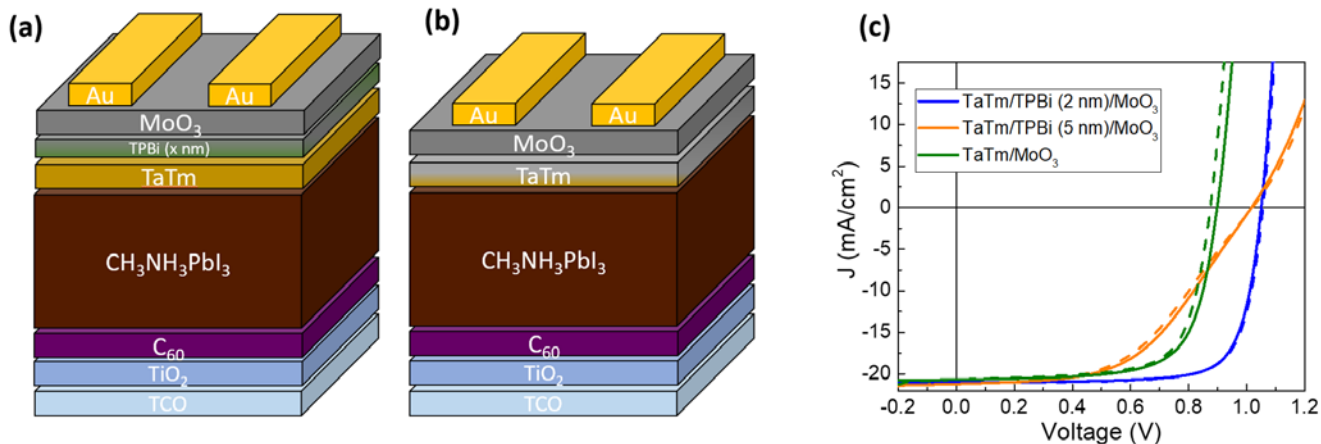 (a)
Au
Au
MoO₃
TPBi (x nm)
TaTm
CH₃NH₃PbI₃
C₆₀
TiO₂
TCO
(b)
Au
Au
MoO₃
TaTm
CH₃NH₃PbI₃
C₆₀
TiO₂
TCO
(c)
TaTm/TPBi (2 nm)/MoO₃
TaTm/TPBi (5 nm)/MoO₃
TaTm/MoO₃
J (mA/cm²)
15
10
5
0
-5
-10
-15
-20
-0.2 0.0 0.2 0.4 0.6 0.8 1.0 1.2
Voltage (V)